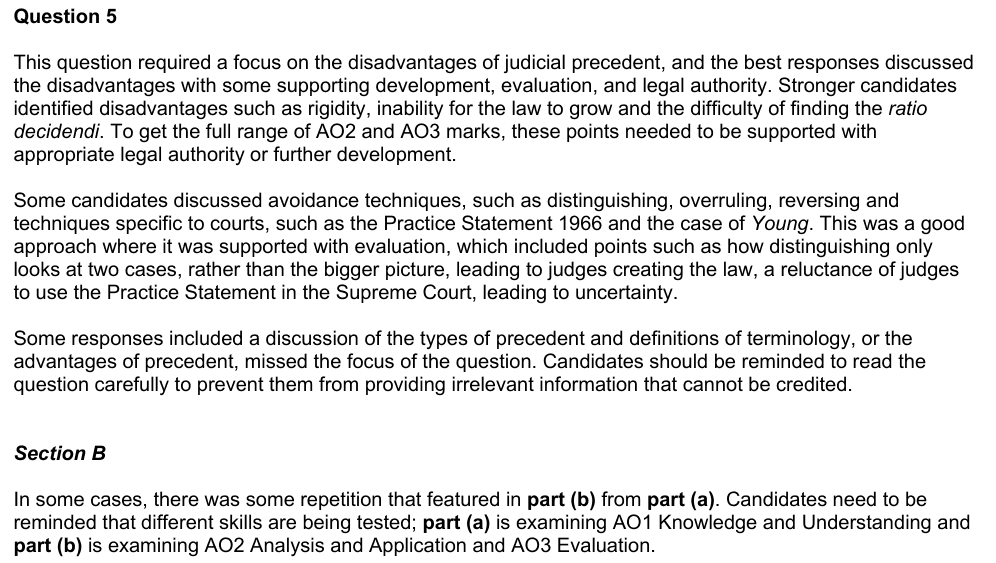 Question 5
This question required a focus on the disadvantages of judicial precedent, and the best responses discussed
the disadvantages with some supporting development, evaluation, and legal authority. Stronger candidates
identified disadvantages such as rigidity, inability for the law to grow and the difficulty of finding the ratio
decidendi. To get the full range of AO2 and AO3 marks, these points needed to be supported with
appropriate legal authority or further development.
Some candidates discussed avoidance techniques, such as distinguishing, overruling, reversing and
techniques specific to courts, such as the Practice Statement 1966 and the case of Young. This was a good
approach where it was supported with evaluation, which included points such as how distinguishing only
looks at two cases, rather than the bigger picture, leading to judges creating the law, a reluctance of judges
to use the Practice Statement in the Supreme Court, leading to uncertainty.
Some responses included a discussion of the types of precedent and definitions of terminology, or the
advantages of precedent, missed the focus of the question. Candidates should be reminded to read the
question carefully to prevent them from providing irrelevant information that cannot be credited.
Section B
In some cases, there was some repetition that featured in part (b) from part (a). Candidates need to be
reminded that different skills are being tested; part (a) is examining AO1 Knowledge and Understanding and
part (b) is examining AO2 Analysis and Application and AO3 Evaluation.